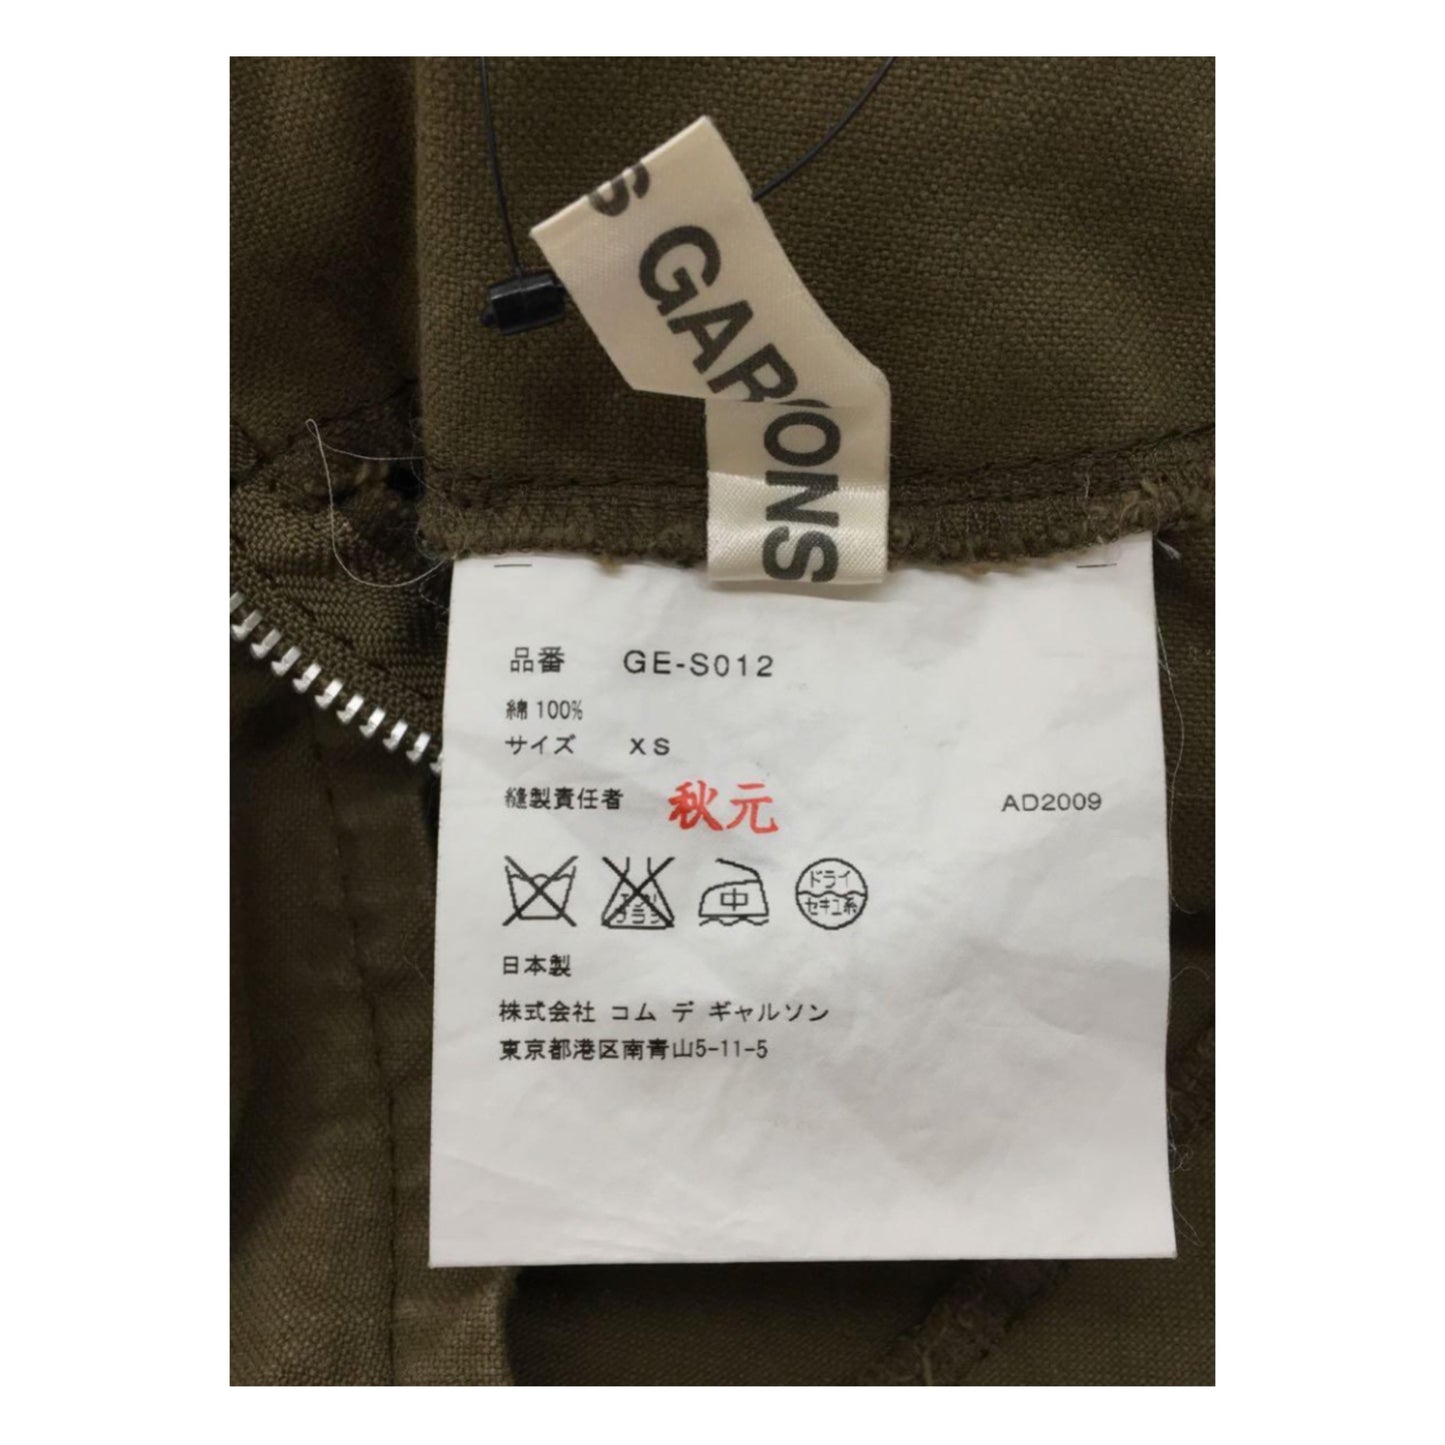 S GARÇONS
品番 GE-S012
綿 100%
サイズ XS
縫製責任者 秋元 AD2009
中 ドライ
セキユ系
日本製
株式会社 コム デ ギャルソン
東京都港区南青山5-11-5